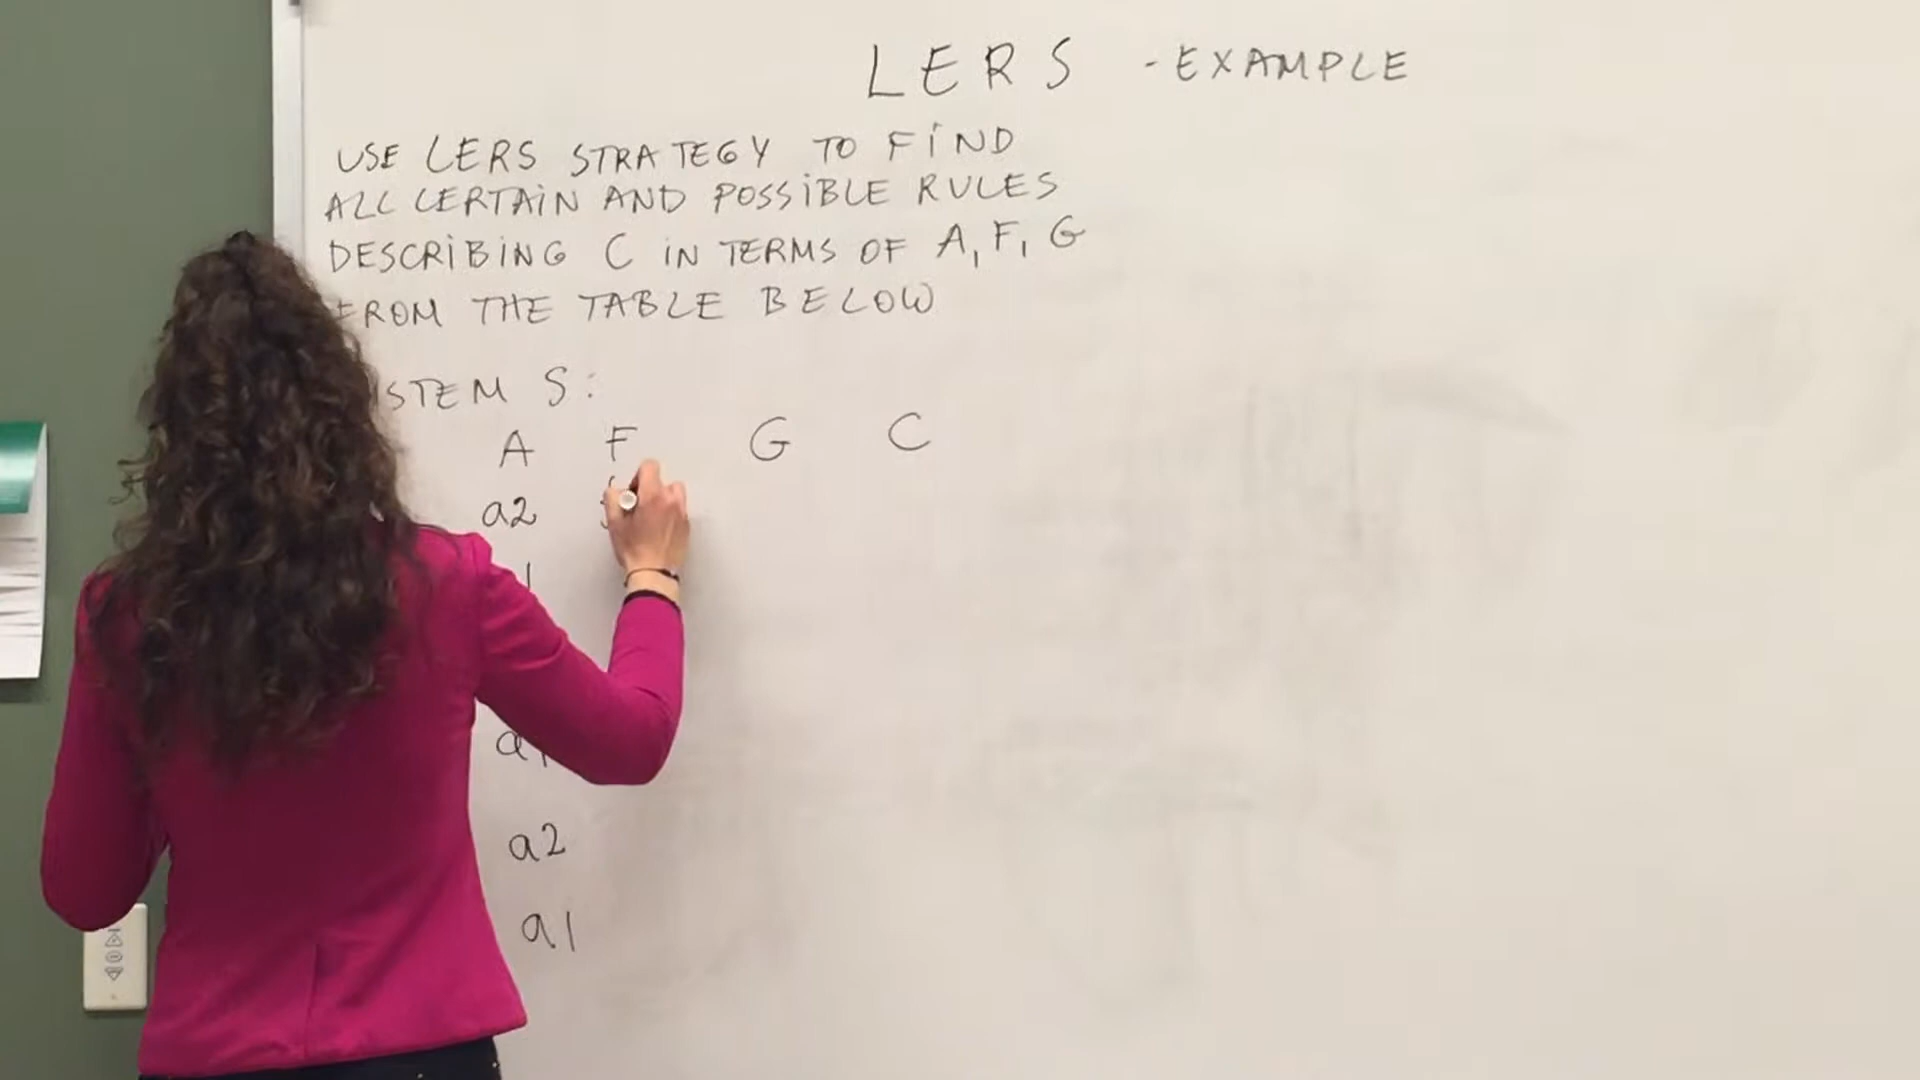 LERS - EXAMPLE
USE LERS STRATEGY TO FIND
ALL CERTAIN AND POSSIBLE RULES
DESCRIBING C IN TERMS OF A, F, G
FROM THE TABLE BELOW
S:
A F G C
a2
a2
a1